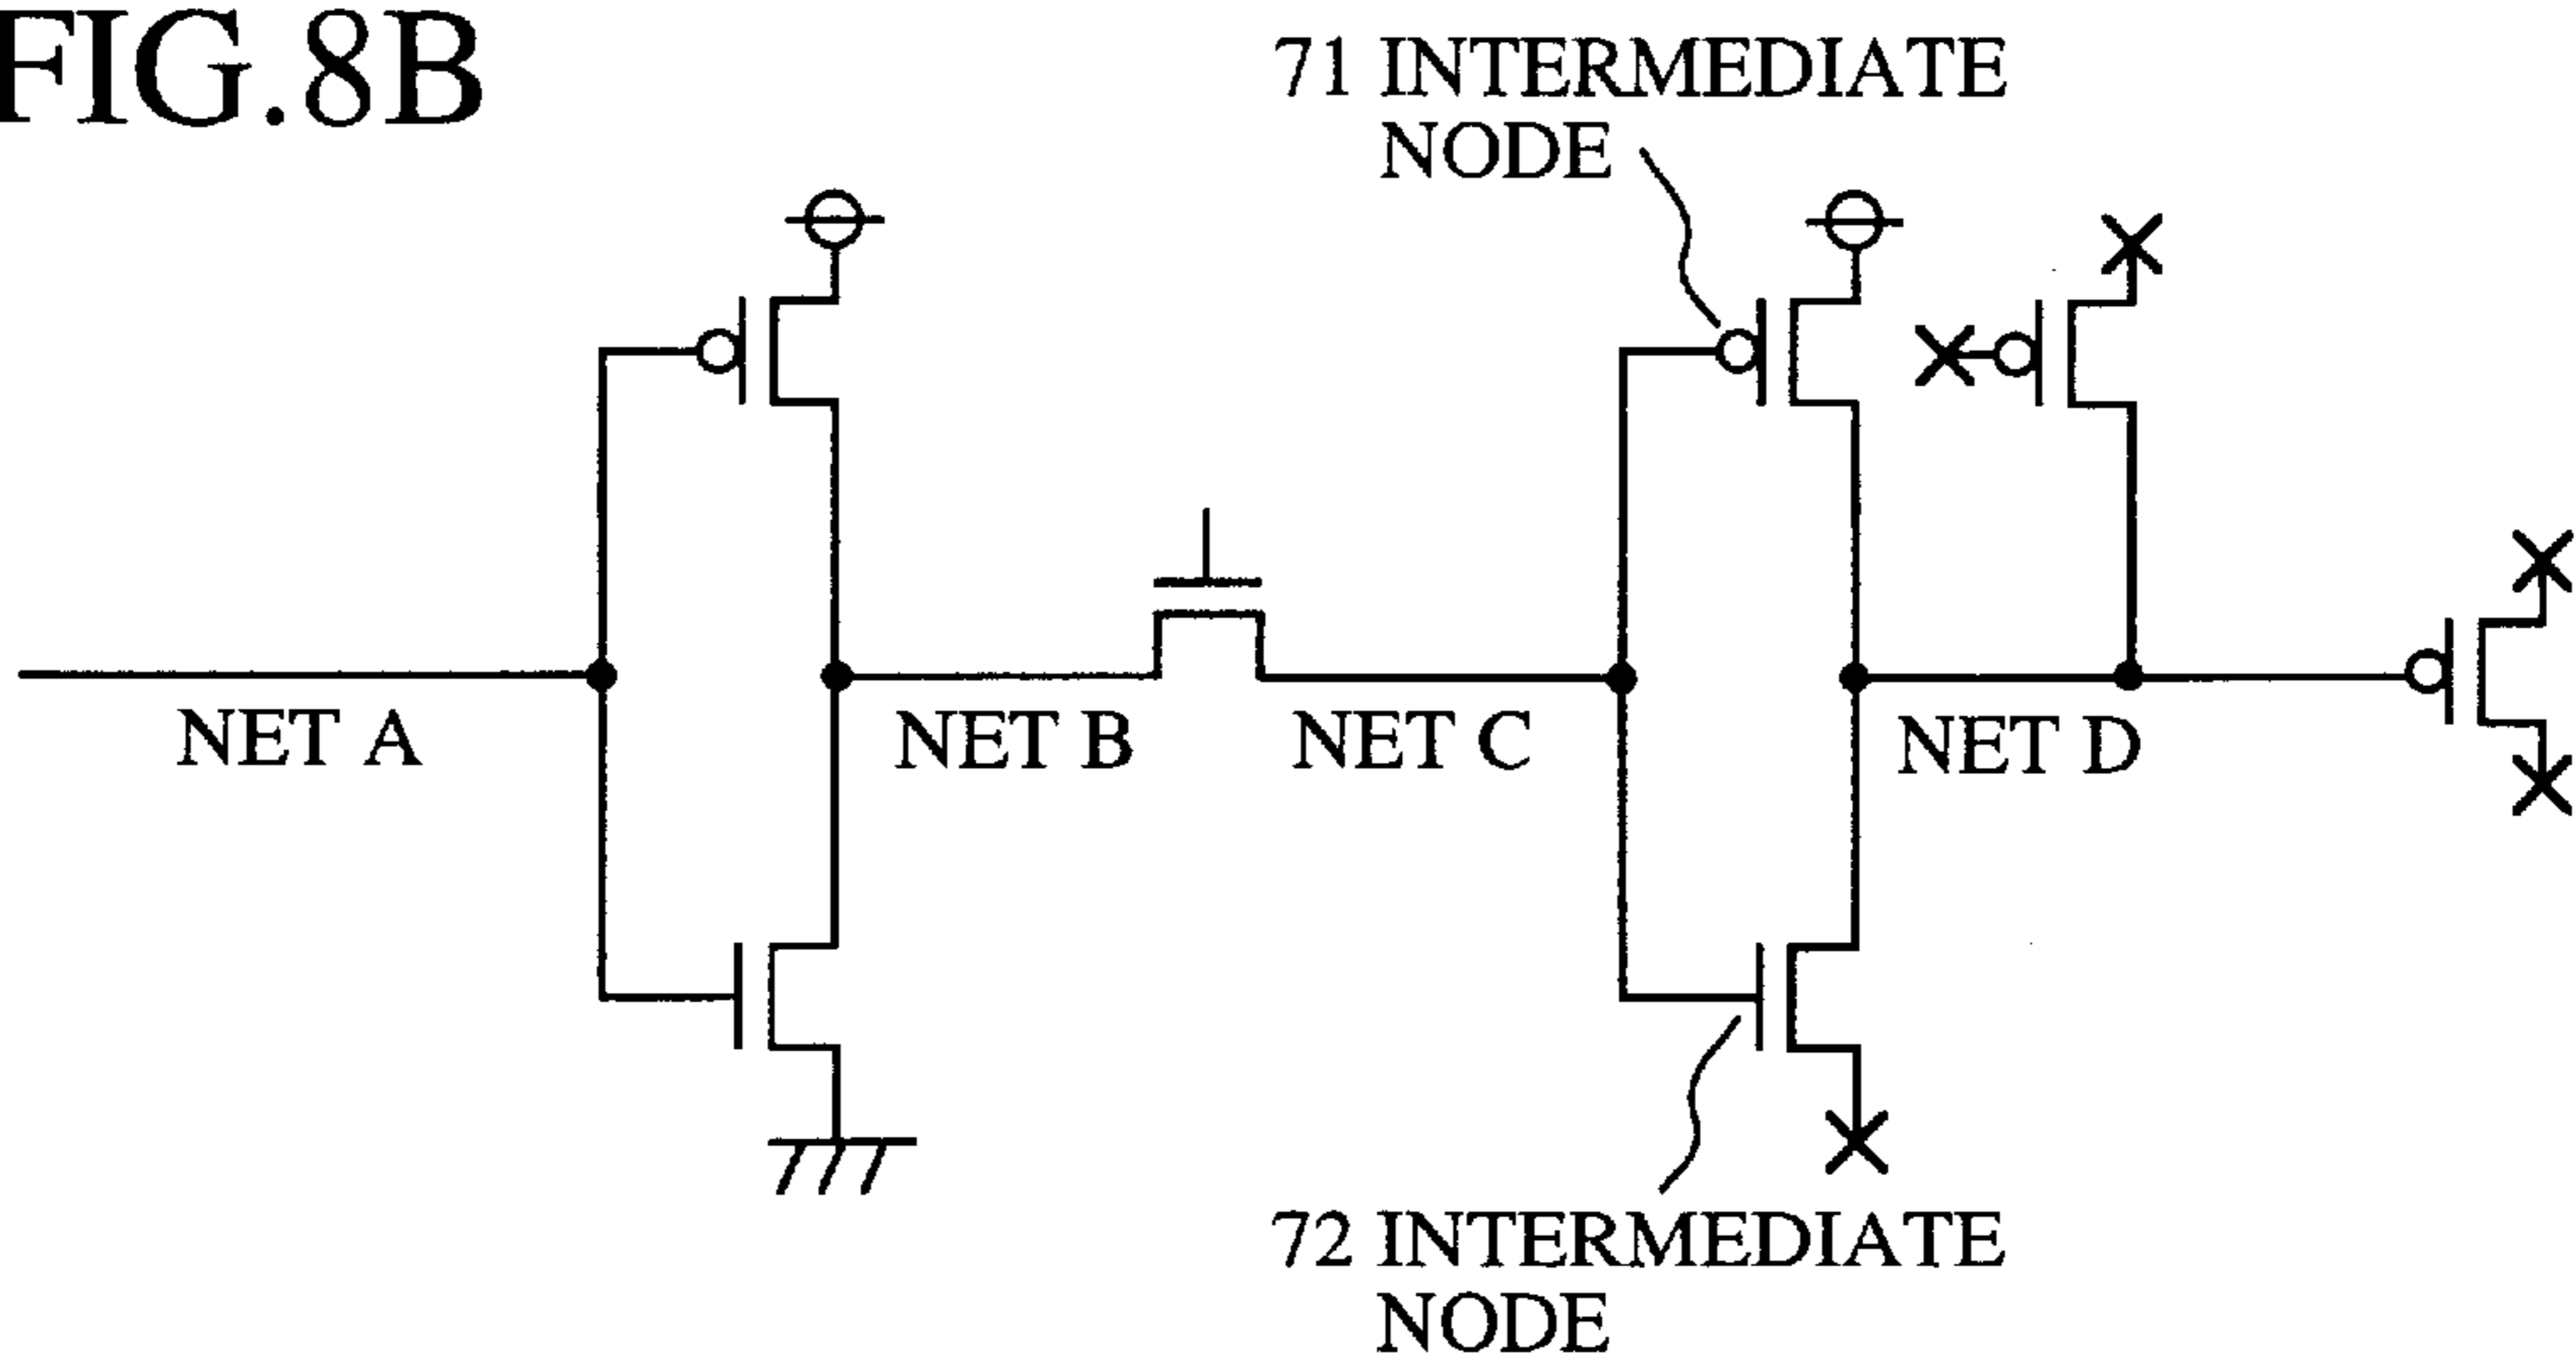 FIG.8B
71 INTERMEDIATE
NODE
NET A
NET B
NET C
NET D
72 INTERMEDIATE
NODE